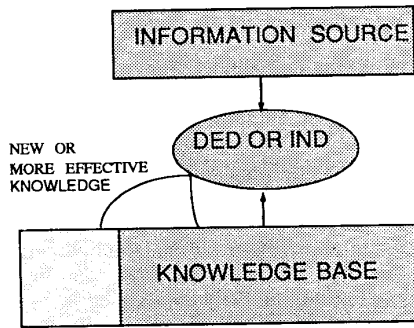 INFORMATION SOURCE
DED OR IND
NEW OR
MORE EFFECTIVE
KNOWLEDGE
KNOWLEDGE BASE